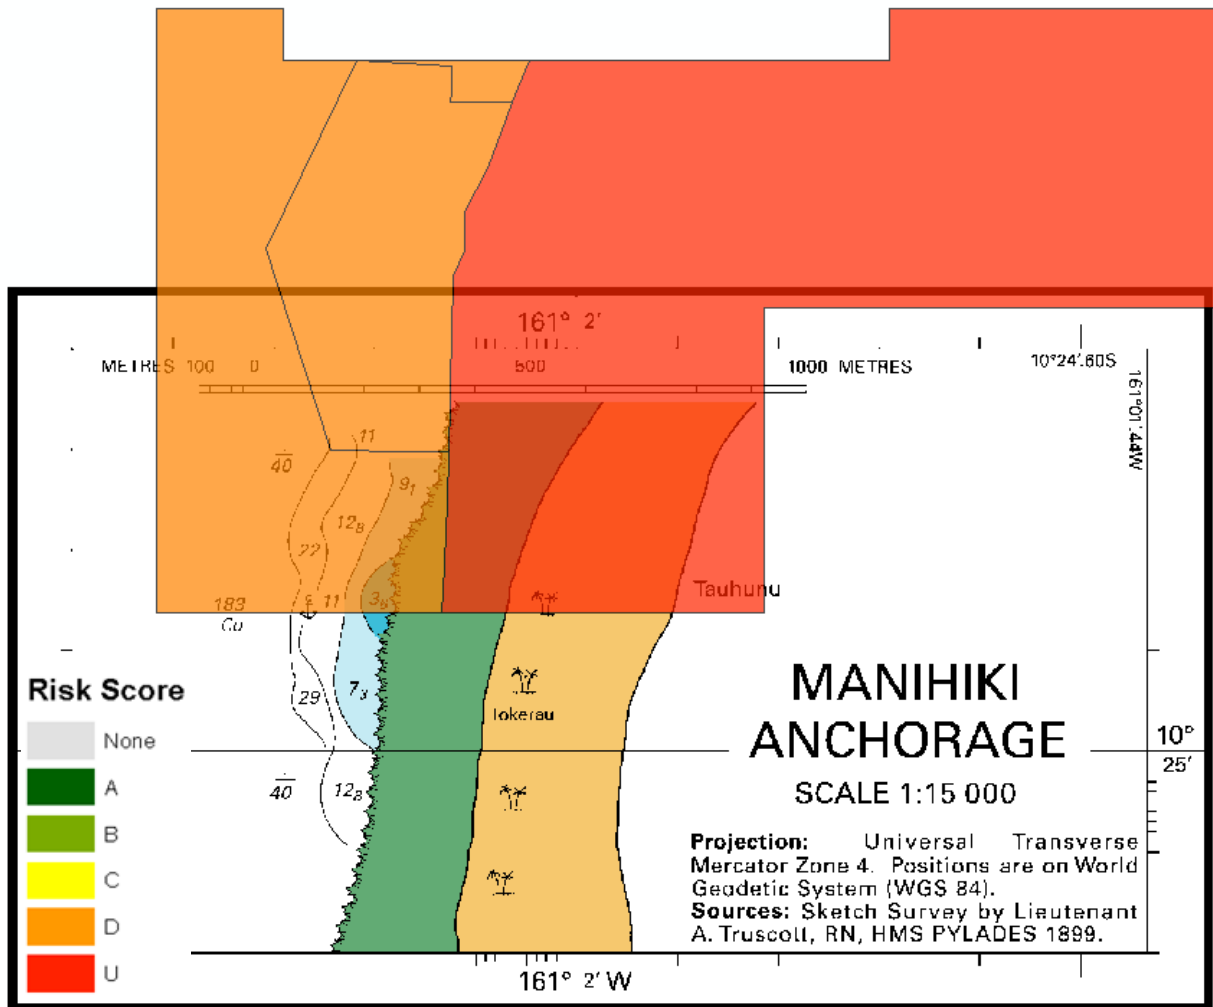 161° 2′
METRES 100 0 500 1000 METRES
10°24′.60S
161°01′.44W
11
40
9₁
12₈
22
3₉
11
183
Cu
Tauhunu
7₃
29
Iokerau
40
12₈
MANIHIKI
ANCHORAGE
SCALE 1:15 000
10°
25′
Projection: Universal Transverse
Mercator Zone 4. Positions are on World
Geodetic System (WGS 84).
Sources: Sketch Survey by Lieutenant
A. Truscott, RN, HMS PYLADES 1899.
161° 2′ W
Risk Score
None
A
B
C
D
U